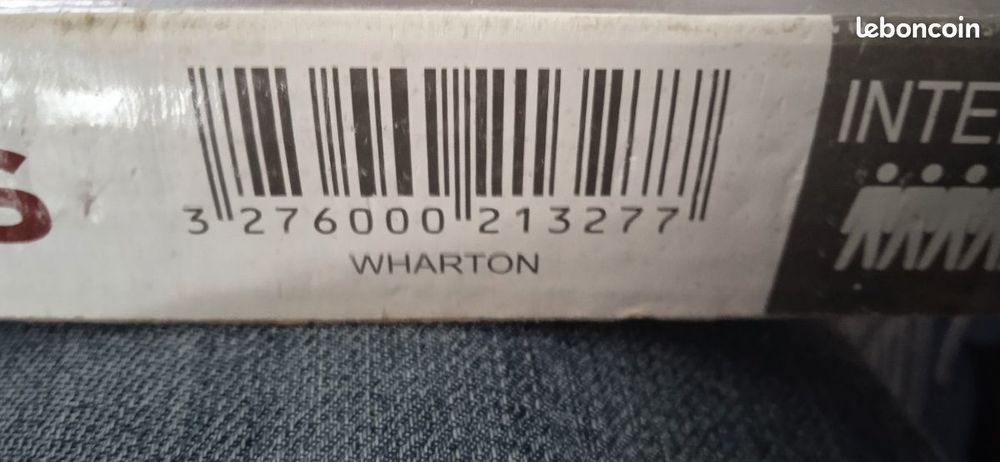 leboncoin
INTE
S
3 276000 213277
WHARTON